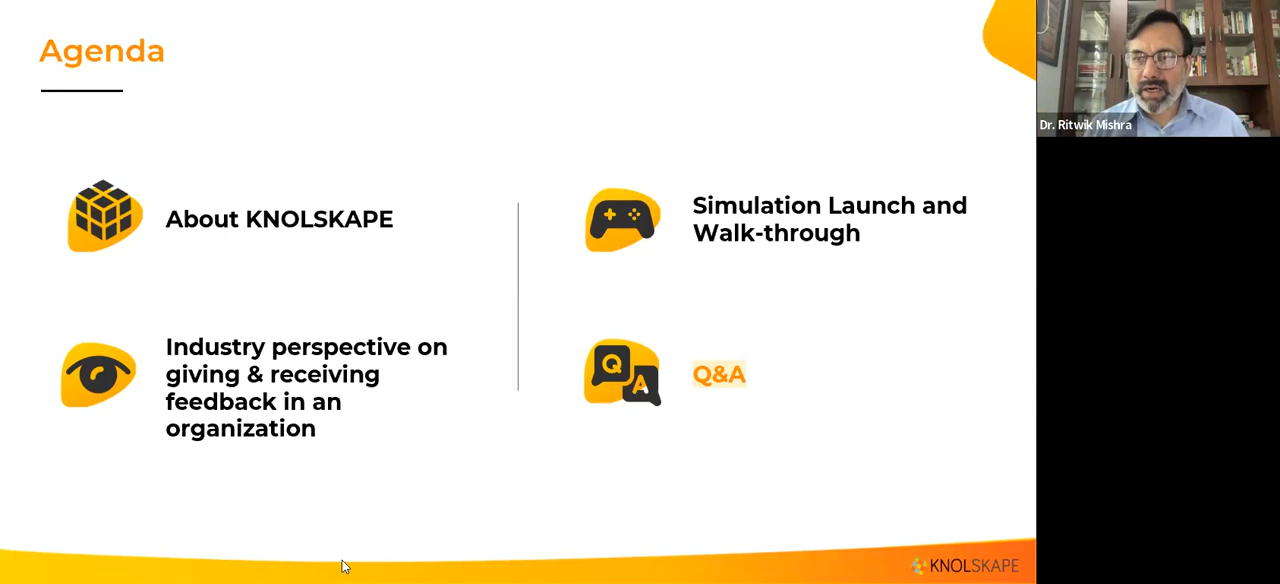 Agenda
About KNOLSKAPE
Industry perspective on
giving & receiving
feedback in an
organization
Simulation Launch and
Walk-through
Q
A
Q&A
Dr. Ritwik Mishra
KNOLSKAPE